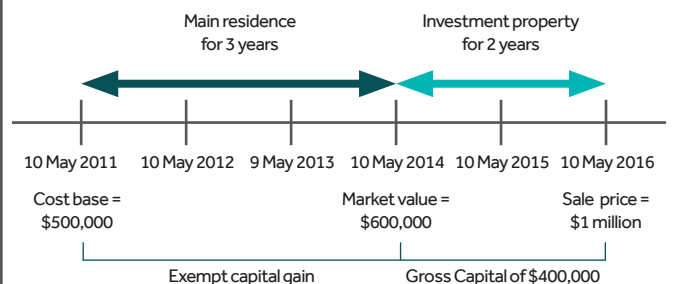 Main residence
for 3 years
Investment property
for 2 years
10 May 2011 10 May 2012 9 May 2013 10 May 2014 10 May 2015 10 May 2016
Cost base =
$500,000
Market value =
$600,000
Sale price =
$1 million
Exempt capital gain Gross Capital of $400,000